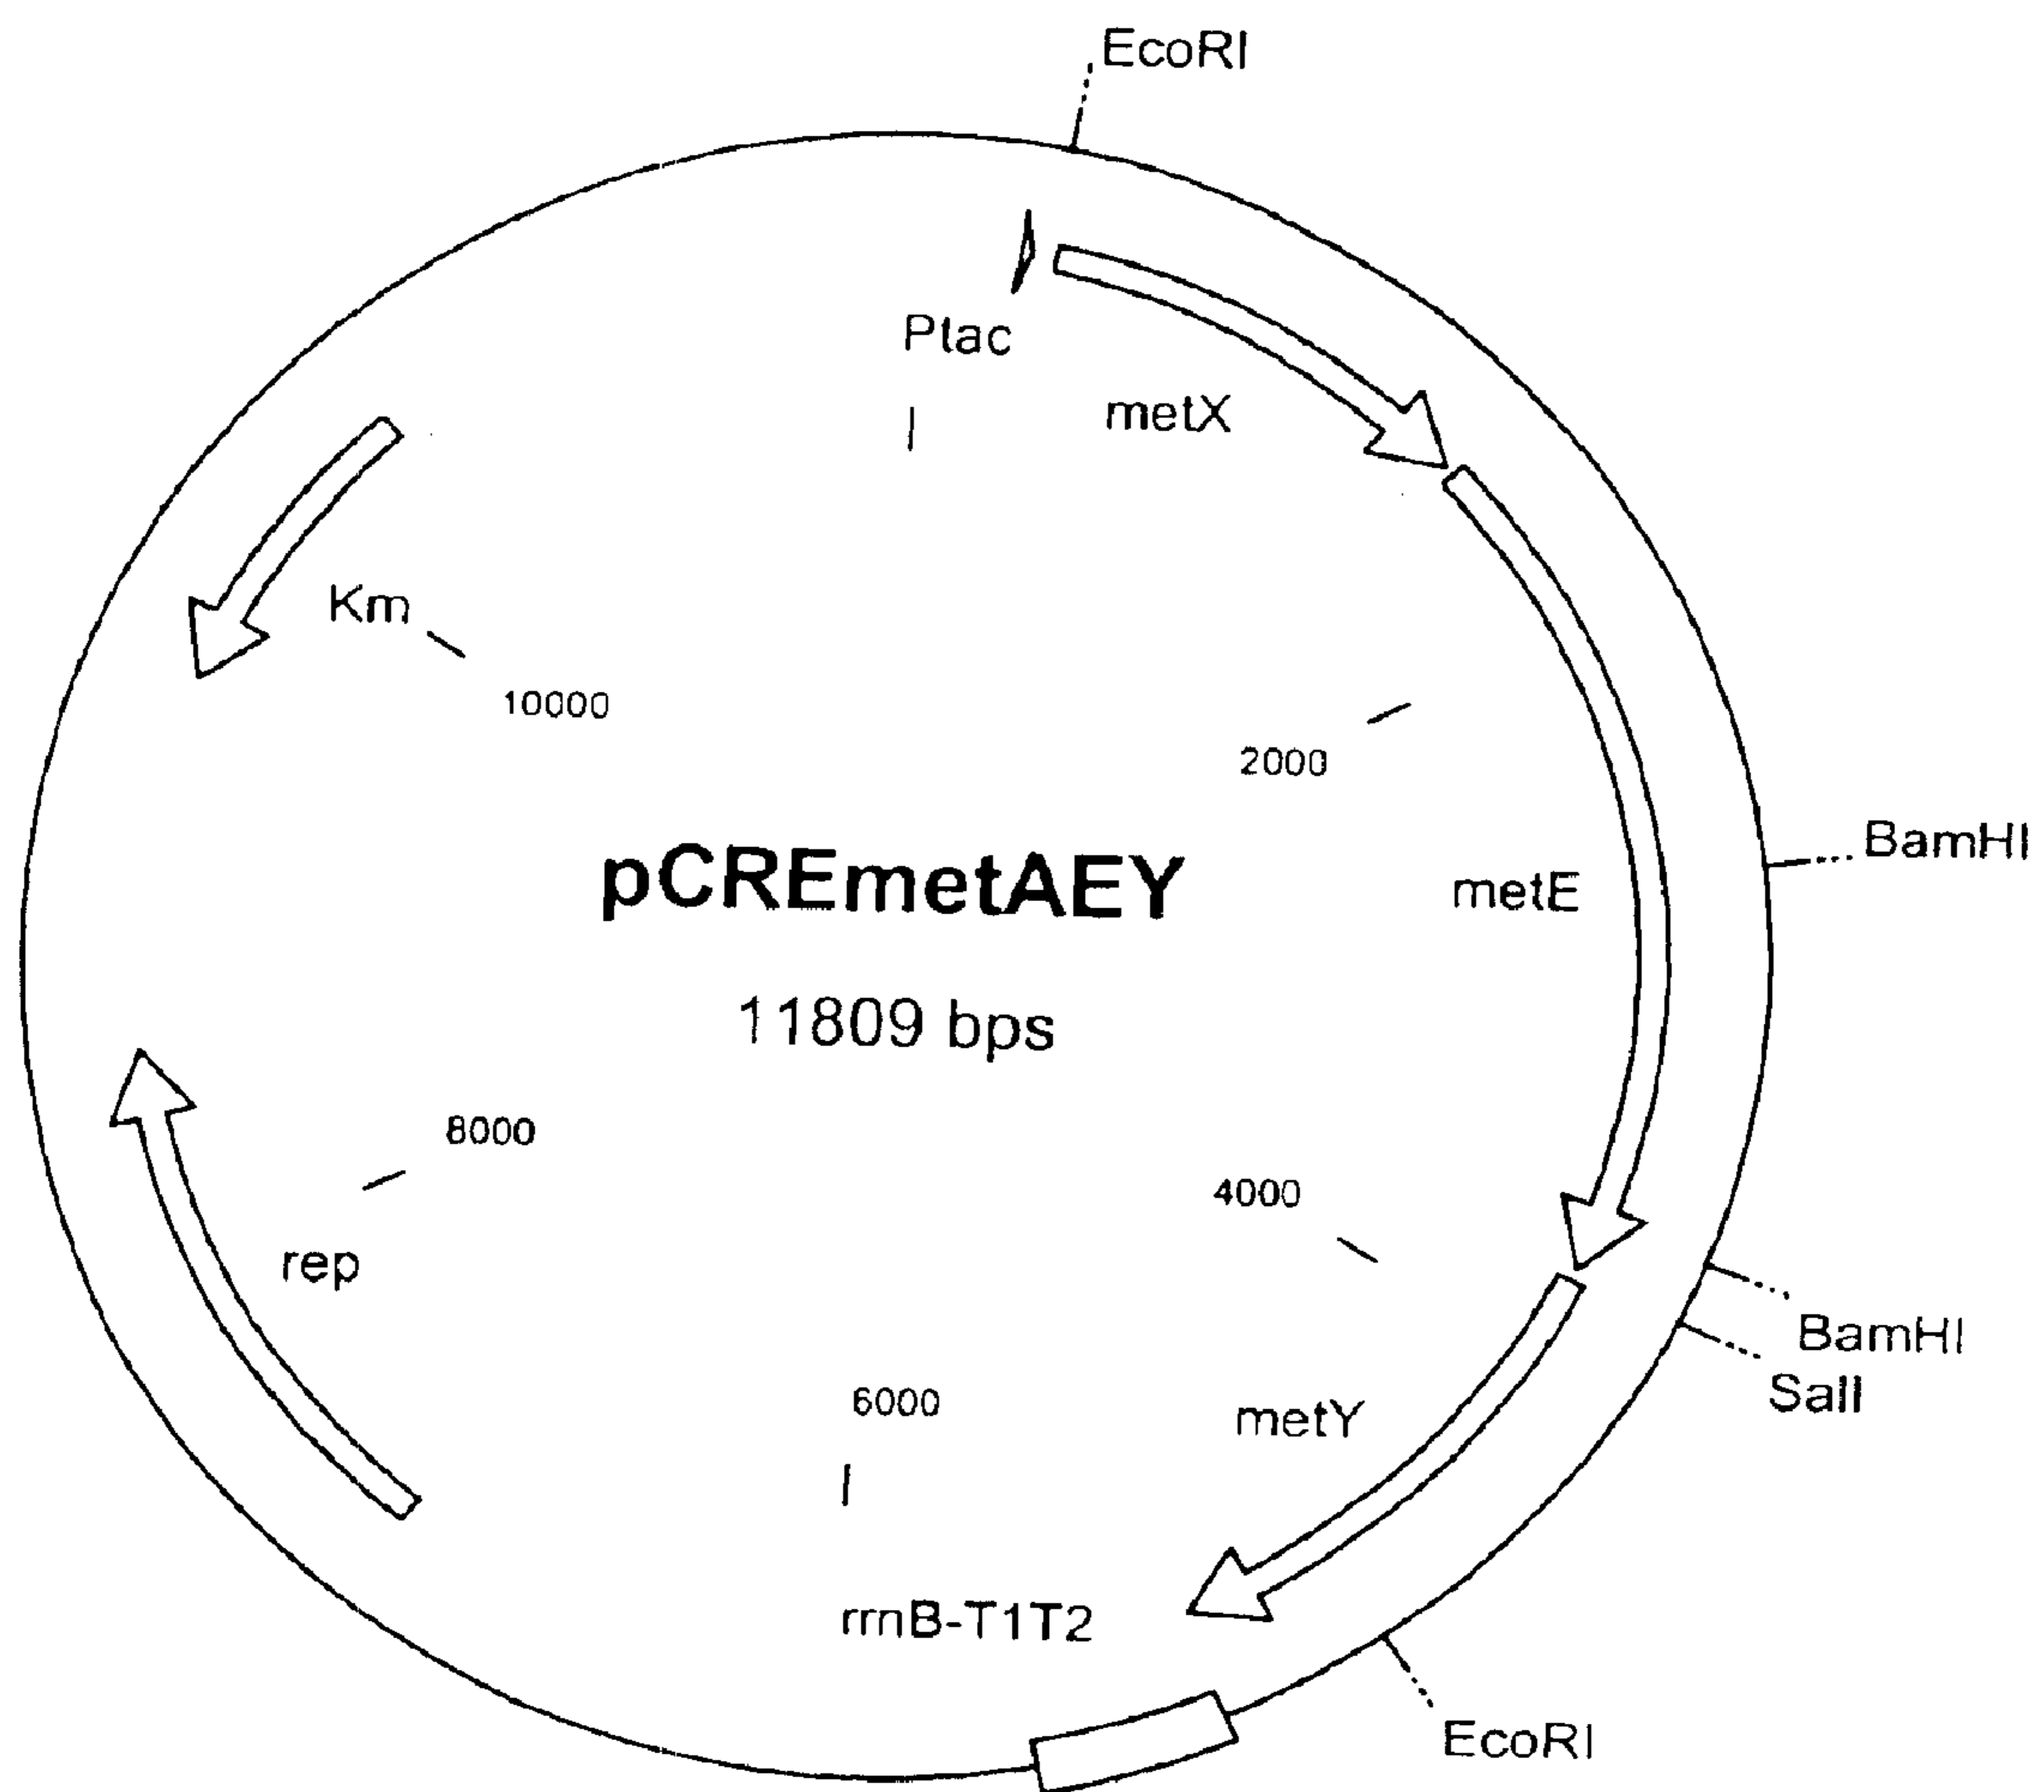 EcoRI
Ptac
metX
Km
10000
2000
BamHI
pCREmetAEY
metE
11809 bps
8000
4000
rep
BamHI
SalI
6000
metY
rrnB-T1T2
EcoRI